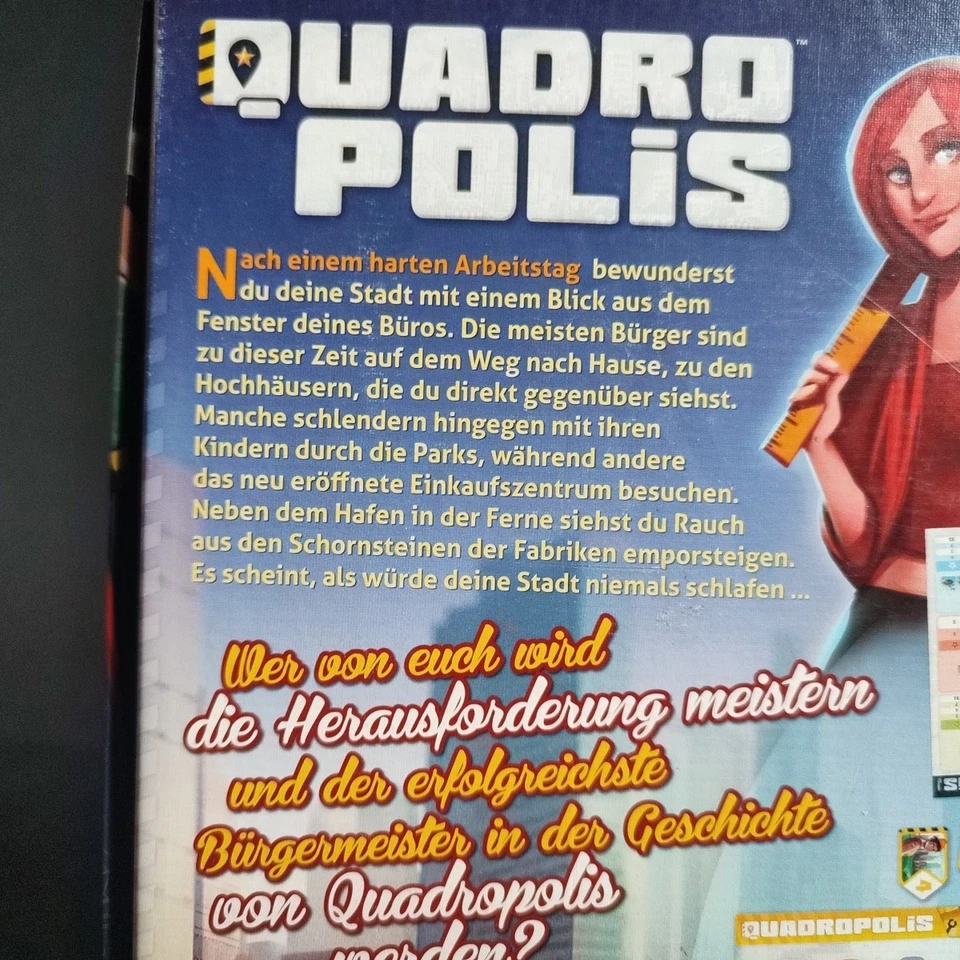 QUADRO
POLiS™
Nach einem harten Arbeitstag bewunderst
du deine Stadt mit einem Blick aus dem
Fenster deines Büros. Die meisten Bürger sind
zu dieser Zeit auf dem Weg nach Hause, zu den
Hochhäusern, die du direkt gegenüber siehst.
Manche schlendern hingegen mit ihren
Kindern durch die Parks, während andere
das neu eröffnete Einkaufszentrum besuchen.
Neben dem Hafen in der Ferne siehst du Rauch
aus den Schornsteinen der Fabriken emporsteigen.
Es scheint, als würde deine Stadt niemals schlafen ...
Wer von euch wird
die Herausforderung meistern
und der erfolgreichste
Bürgermeister in der Geschichte
von Quadropolis
werden?
QUADROPOLiS